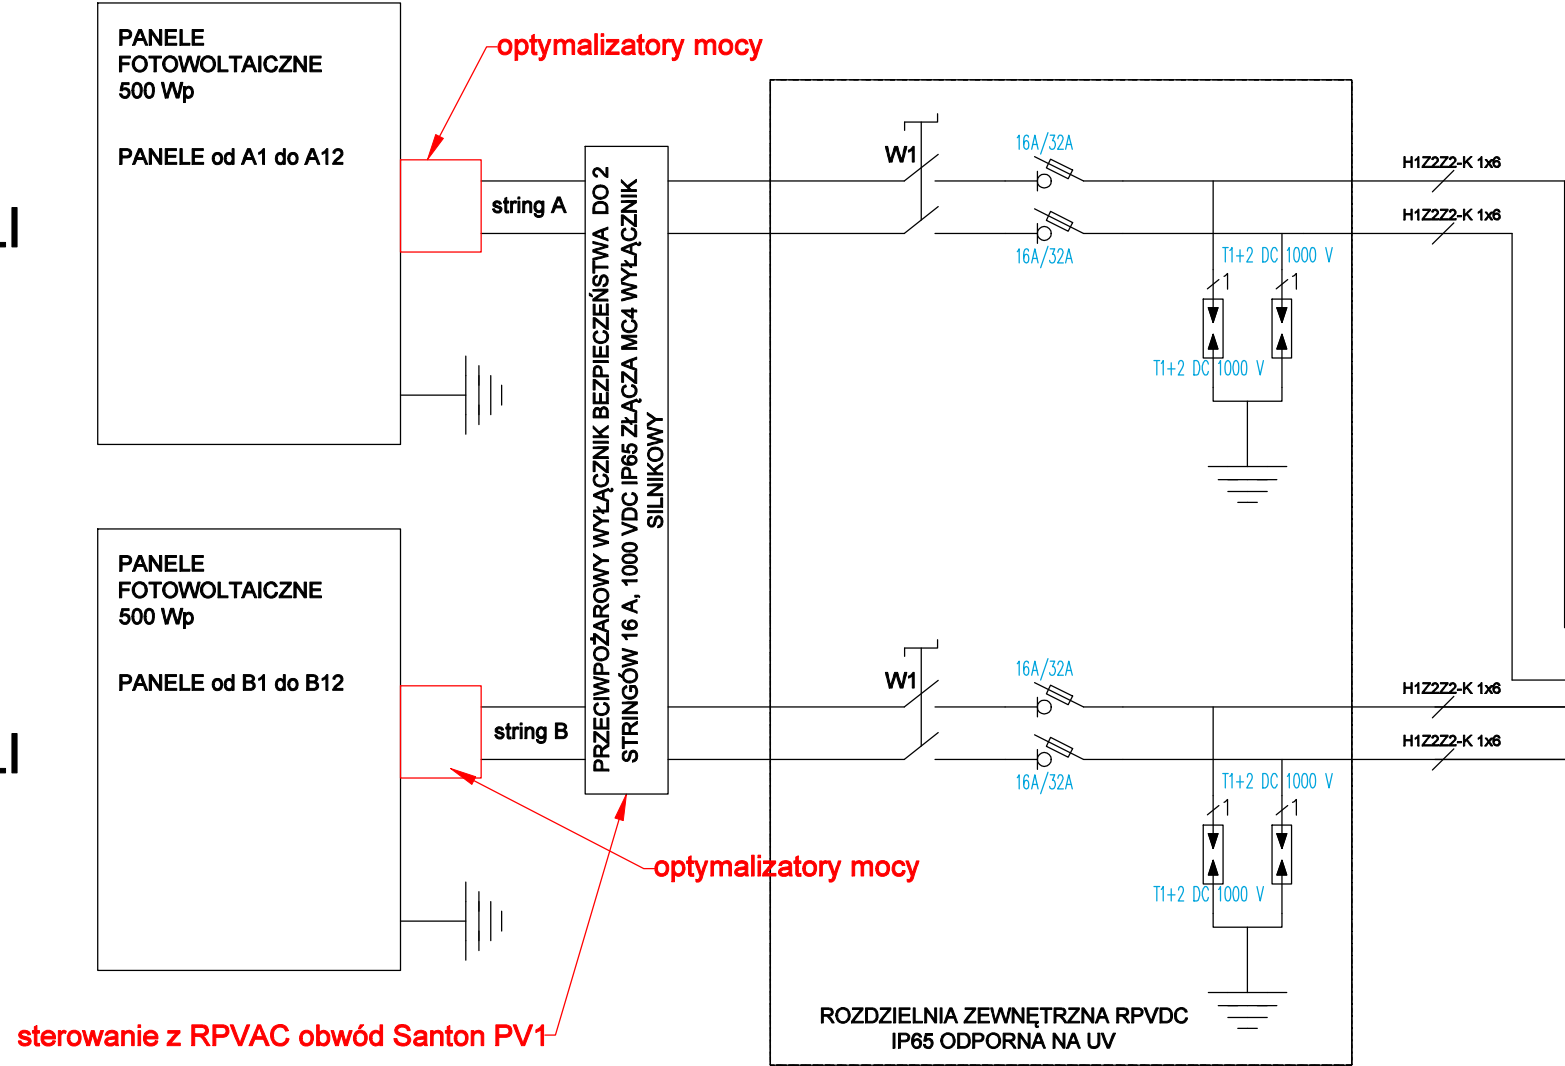 PANELE
FOTOWOLTAICZNE
500 Wp
PANELE od A1 do A12
optymalizatory mocy
string A
PRZECIWPOŻAROWY WYŁĄCZNIK BEZPIECZEŃSTWA DO 2
STRINGÓW 16 A, 1000 VDC IP65 ZŁĄCZA MC4 WYŁĄCZNIK
SILNIKOWY
W1
16A/32A
16A/32A
H1Z2Z2-K 1x6
H1Z2Z2-K 1x6
T1+2 DC 1000 V
1
1
T1+2 DC 1000 V
PANELE
FOTOWOLTAICZNE
500 Wp
PANELE od B1 do B12
string B
optymalizatory mocy
W1
16A/32A
16A/32A
H1Z2Z2-K 1x6
H1Z2Z2-K 1x6
T1+2 DC 1000 V
1
1
T1+2 DC 1000 V
sterowanie z RPVAC obwód Santon PV1
ROZDZIELNIA ZEWNĘTRZNA RPVDC
IP65 ODPORNA NA UV